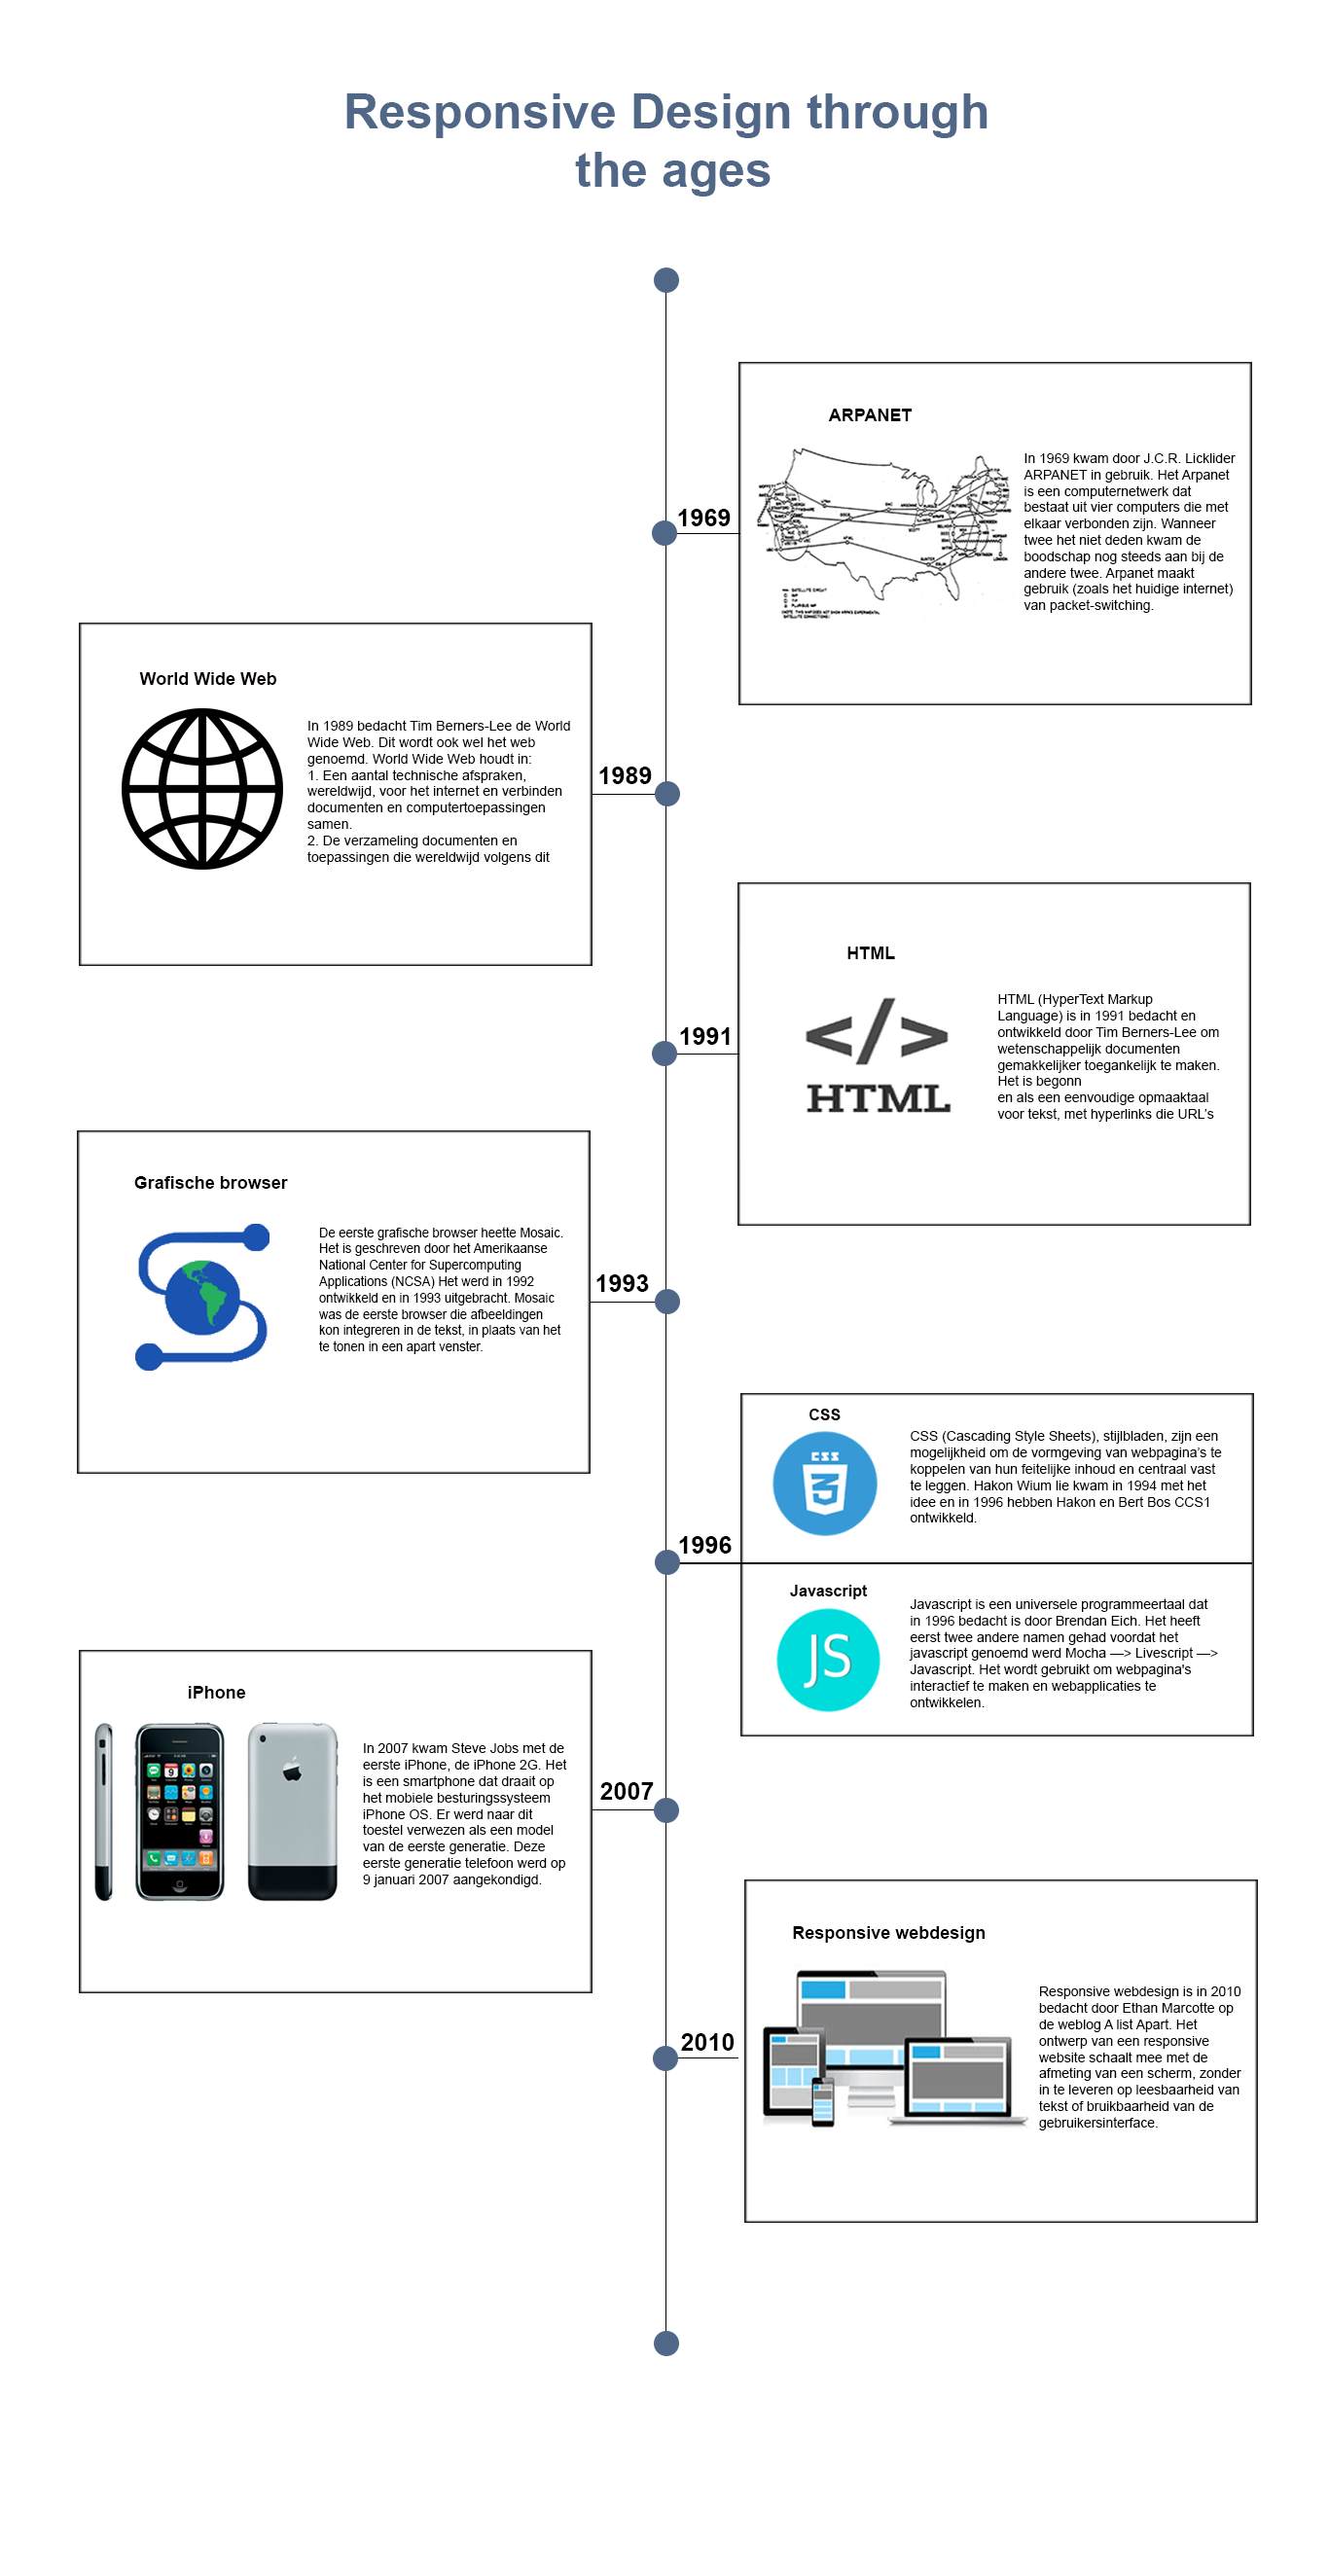 Responsive Design through
the ages
1969
ARPANET
In 1969 kwam door J.C.R. Licklider
ARPANET in gebruik. Het Arpanet
is een computernetwerk dat
bestaat uit vier computers die met
elkaar verbonden zijn. Wanneer
twee het niet deden kwam de
boodschap nog steeds aan bij de
andere twee. Arpanet maakt
gebruik (zoals het huidige internet)
van packet-switching.
1989
World Wide Web
In 1989 bedacht Tim Berners-Lee de World
Wide Web. Dit wordt ook wel het web
genoemd. World Wide Web houdt in:
1. Een aantal technische afspraken,
wereldwijd, voor het internet en verbinden
documenten en computertoepassingen
samen.
2. De verzameling documenten en
toepassingen die wereldwijd volgens dit
1991
HTML
</>
HTML
HTML (HyperText Markup
Language) is in 1991 bedacht en
ontwikkeld door Tim Berners-Lee om
wetenschappelijk documenten
gemakkelijker toegankelijk te maken.
Het is begonn
en als een eenvoudige opmaaktaal
voor tekst, met hyperlinks die URL’s
1993
Grafische browser
De eerste grafische browser heette Mosaic.
Het is geschreven door het Amerikaanse
National Center for Supercomputing
Applications (NCSA) Het werd in 1992
ontwikkeld en in 1993 uitgebracht. Mosaic
was de eerste browser die afbeeldingen
kon integreren in de tekst, in plaats van het
te tonen in een apart venster.
1996
CSS
CSS
3
CSS (Cascading Style Sheets), stijlbladen, zijn een
mogelijkheid om de vormgeving van webpagina’s te
koppelen van hun feitelijke inhoud en centraal vast
te leggen. Hakon Wium lie kwam in 1994 met het
idee en in 1996 hebben Hakon en Bert Bos CCS1
ontwikkeld.
Javascript
JS
Javascript is een universele programmeertaal dat
in 1996 bedacht is door Brendan Eich. Het heeft
eerst twee andere namen gehad voordat het
javascript genoemd werd Mocha —> Livescript —>
Javascript. Het wordt gebruikt om webpagina's
interactief te maken en webapplicaties te
ontwikkelen.
2007
iPhone
In 2007 kwam Steve Jobs met de
eerste iPhone, de iPhone 2G. Het
is een smartphone dat draait op
het mobiele besturingssysteem
iPhone OS. Er werd naar dit
toestel verwezen als een model
van de eerste generatie. Deze
eerste generatie telefoon werd op
9 januari 2007 aangekondigd.
2010
Responsive webdesign
Responsive webdesign is in 2010
bedacht door Ethan Marcotte op
de weblog A list Apart. Het
ontwerp van een responsive
website schaalt mee met de
afmeting van een scherm, zonder
in te leveren op leesbaarheid van
tekst of bruikbaarheid van de
gebruikersinterface.